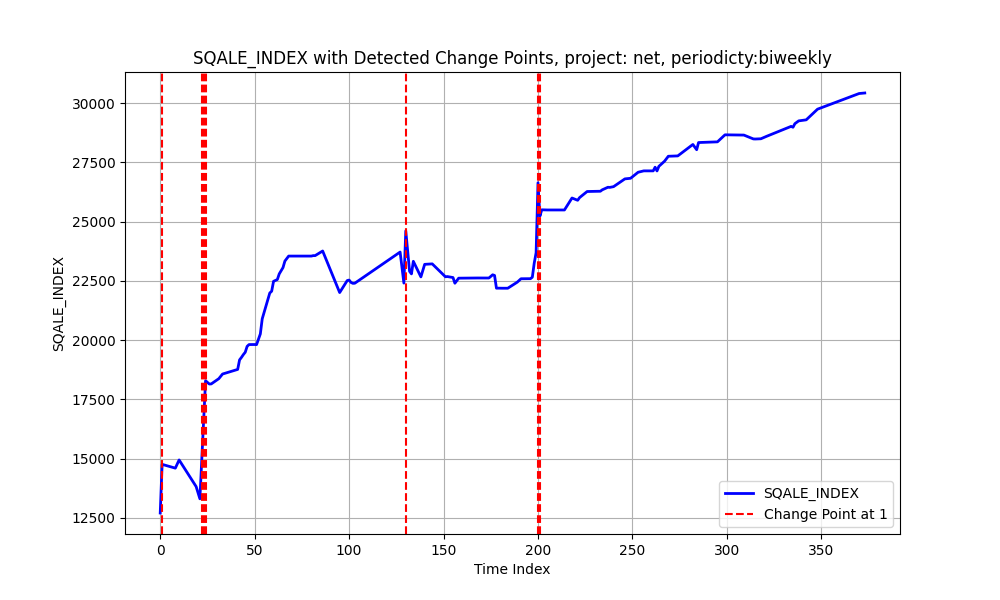 SQALE_INDEX with Detected Change Points, project: net, periodicty:biweekly
SQALE_INDEX
30000
27500
25000
22500
20000
17500
15000
12500
0 50 100 150 200 250 300 350
Time Index
SQALE_INDEX
Change Point at 1